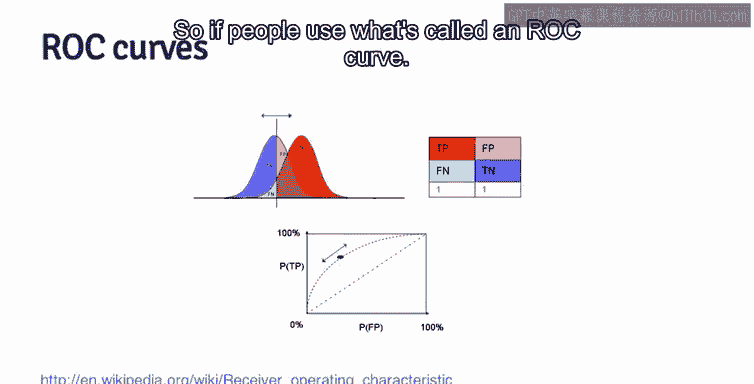 So if people use what's called an ROC
curve.
ROC curves
TP FP
FN TN
1 1
100%
P(TP)
0% P(FP) 100%
http://en.wikipedia.org/wiki/Receiver_operating_characteristic